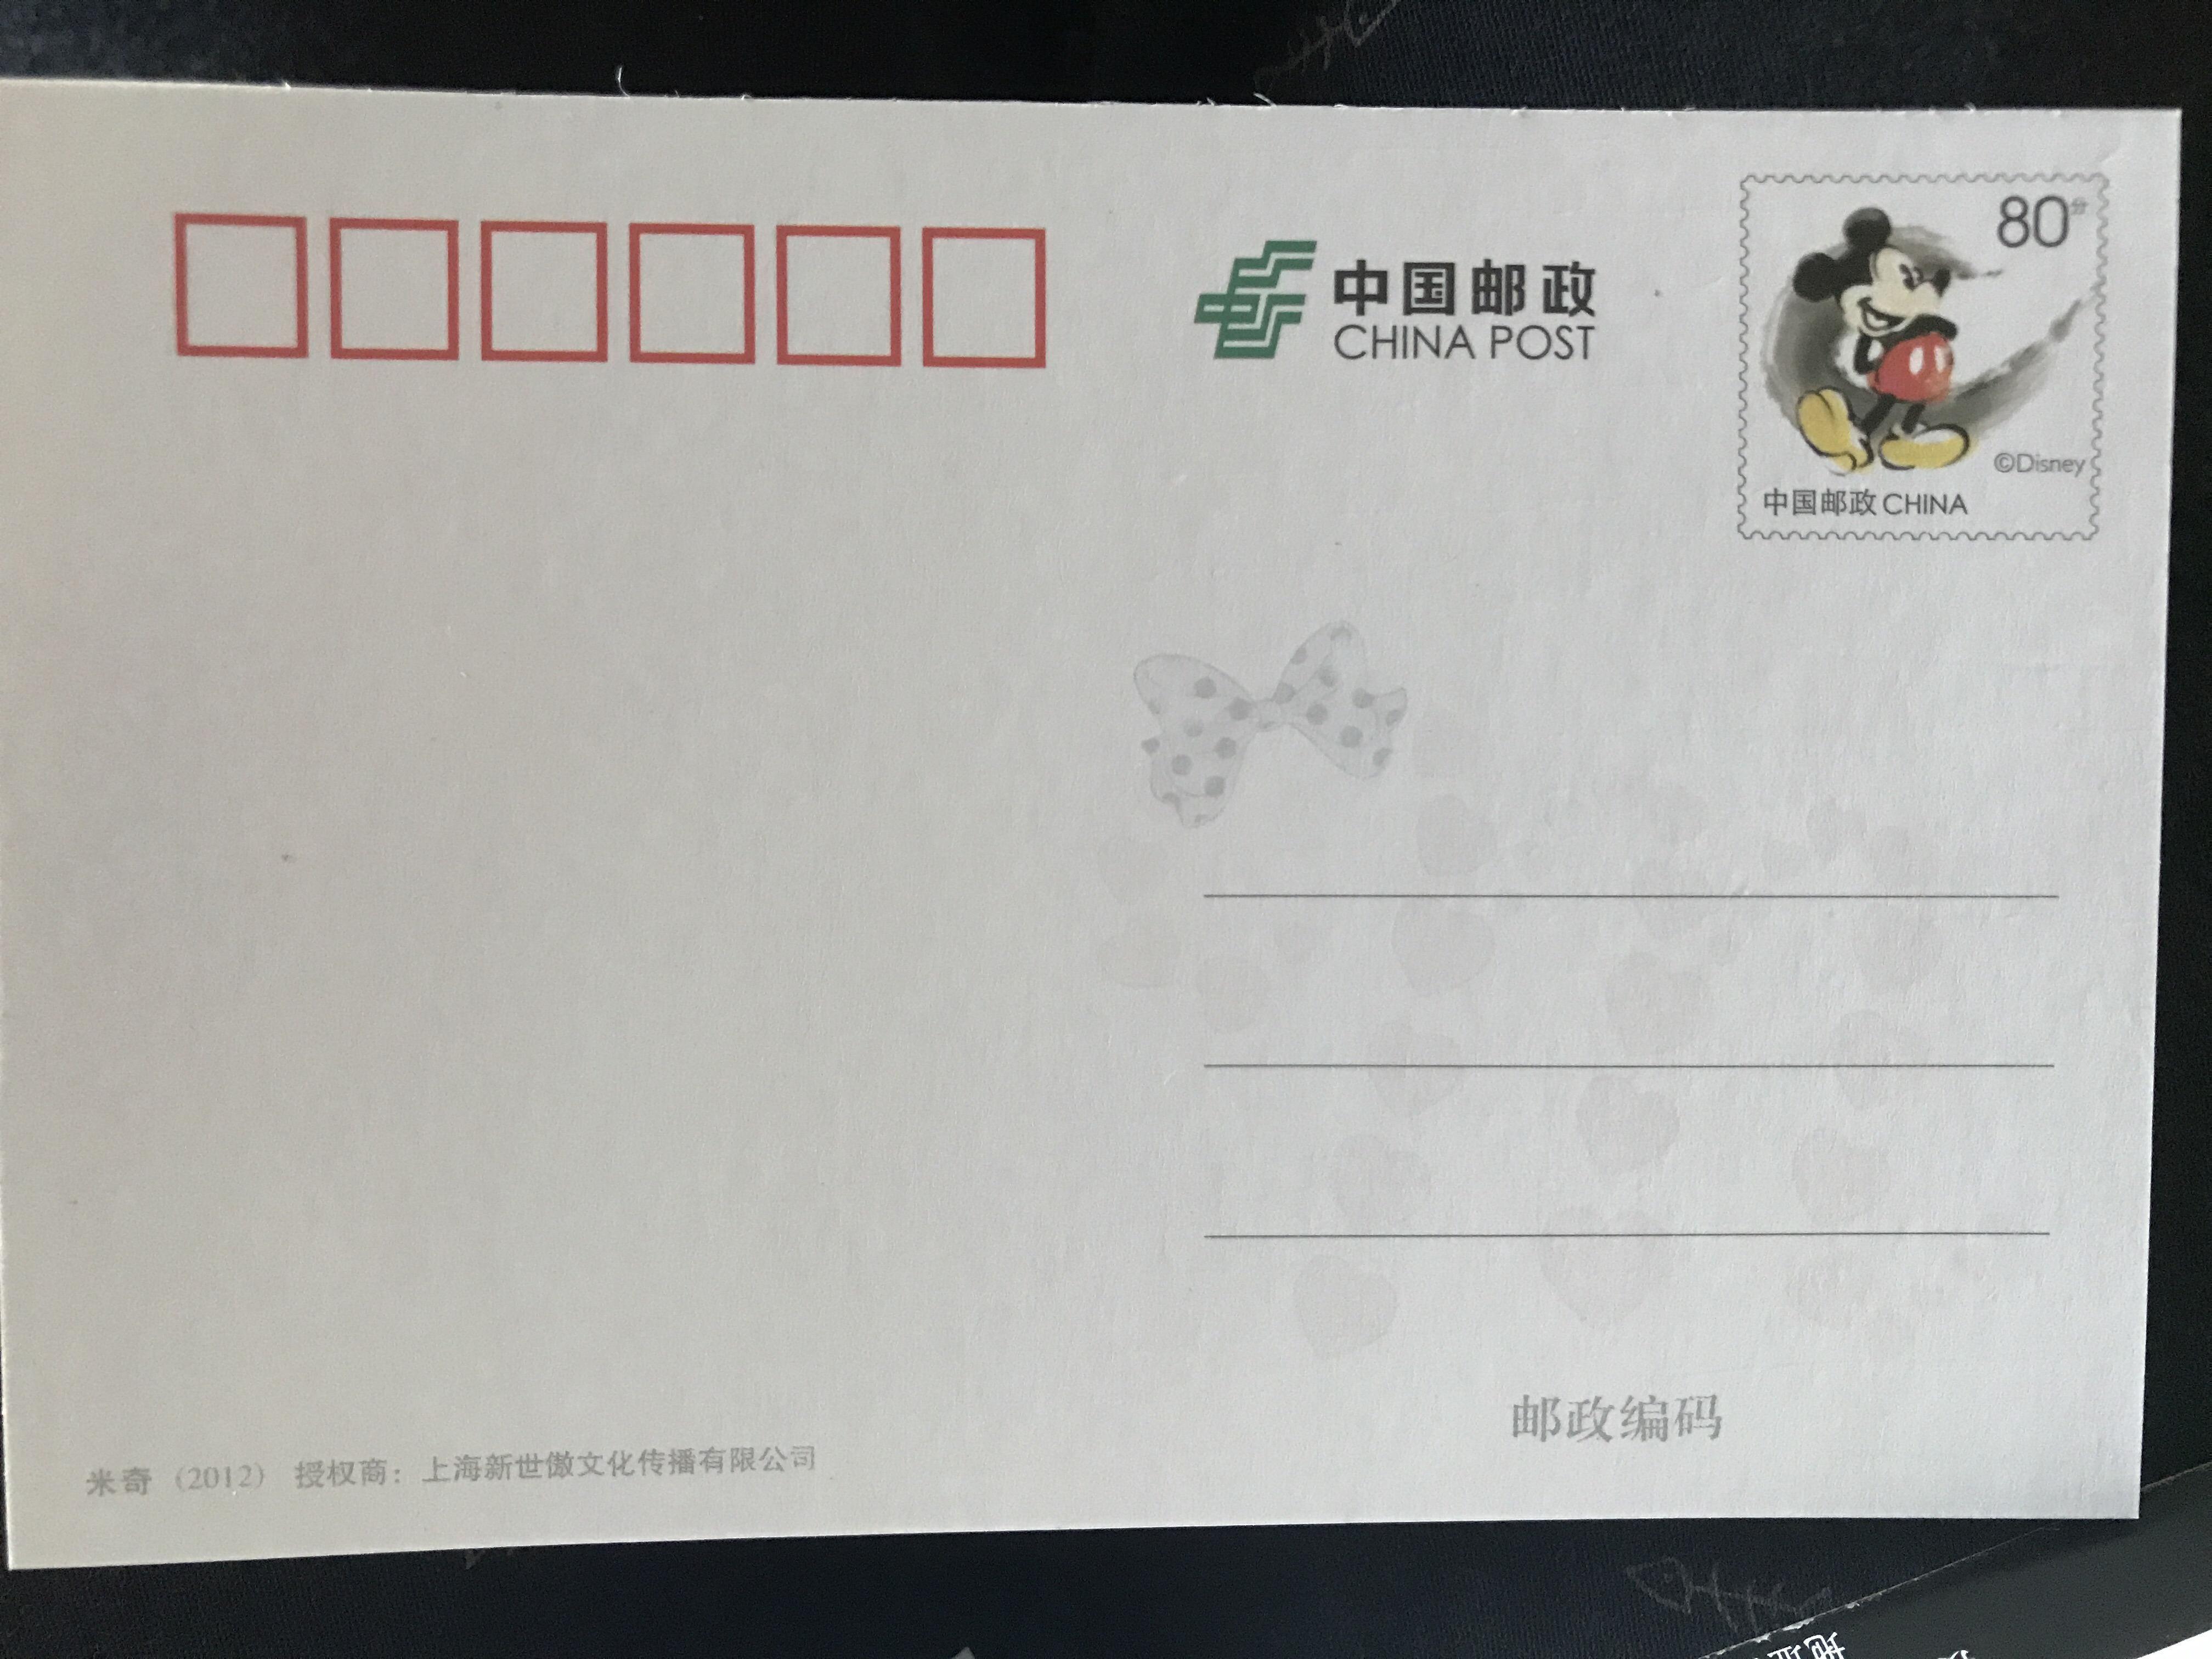 中国邮政
CHINA POST
80分
©Disney
中国邮政 CHINA
邮政编码
米奇（2012） 授权商：上海新世傲文化传播有限公司